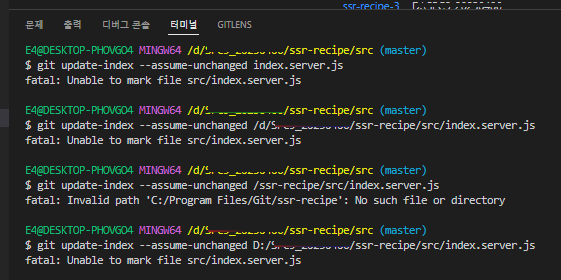 ssr-recipe-3
문제 출력 디버그 콘솔 터미널 GITLENS
E4@DESKTOP-PHOVGO4 MINGW64 /ssr-recipe/src (master)
$ git update-index --assume-unchanged index.server.js
fatal: Unable to mark file src/index.server.js
E4@DESKTOP-PHOVGO4 MINGW64 /ssr-recipe/src (master)
$ git update-index --assume-unchanged /ssr-recipe/src/index.server.js
fatal: Unable to mark file src/index.server.js
E4@DESKTOP-PHOVGO4 MINGW64 /ssr-recipe/src (master)
$ git update-index --assume-unchanged /ssr-recipe/src/index.server.js
fatal: Invalid path 'C:/Program Files/Git/ssr-recipe': No such file or directory
E4@DESKTOP-PHOVGO4 MINGW64 /ssr-recipe/src (master)
$ git update-index --assume-unchanged /ssr-recipe/src/index.server.js
fatal: Unable to mark file src/index.server.js